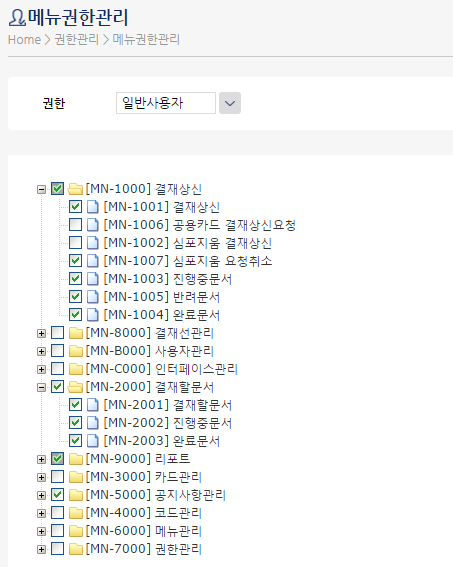 메뉴권한관리
Home > 권한관리 > 메뉴권한관리
권한 일반사용자
[MN-1000] 결재상신
[MN-1001] 결재상신
[MN-1006] 공용카드 결재상신요청
[MN-1002] 심포지움 결재상신
[MN-1007] 심포지움 요청취소
[MN-1003] 진행중문서
[MN-1005] 반려문서
[MN-1004] 완료문서
[MN-8000] 결재선관리
[MN-B000] 사용자관리
[MN-C000] 인터페이스관리
[MN-2000] 결재할문서
[MN-2001] 결재할문서
[MN-2002] 진행중문서
[MN-2003] 완료문서
[MN-9000] 리포트
[MN-3000] 카드관리
[MN-5000] 공지사항관리
[MN-4000] 코드관리
[MN-6000] 메뉴관리
[MN-7000] 권한관리